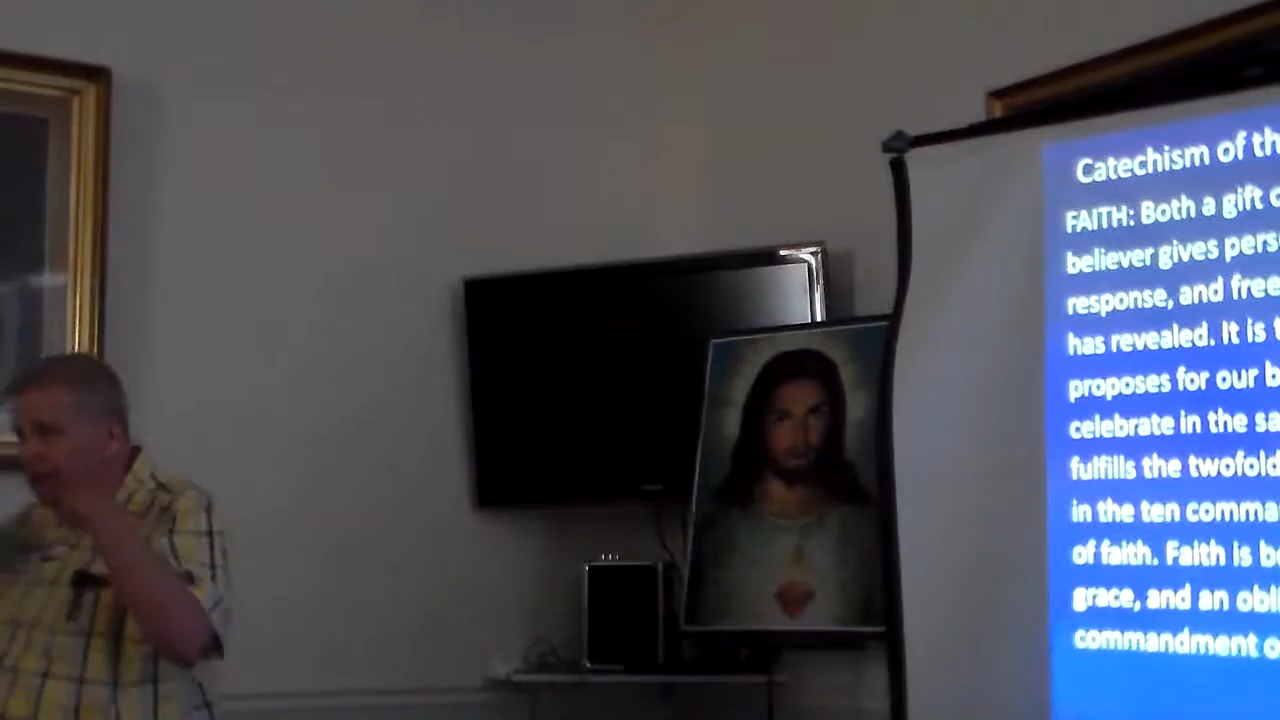 Catechism of th
FAITH: Both a gift o
believer gives pers
response, and free
has revealed. It is t
proposes for our b
celebrate in the sa
fulfills the twofold
in the ten comma
of faith. Faith is be
grace, and an obli
commandment o